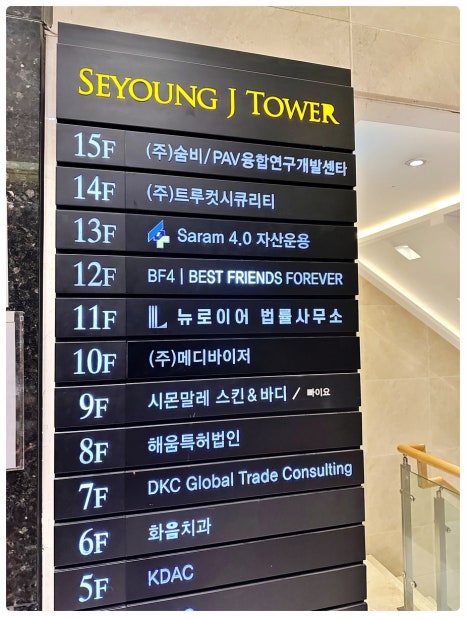 SEYOUNG J TOWER
15F (주)숨비/PAV융합연구개발센타
14F (주)트루컷시큐리티
13F Saram 4.0 자산운용
12F BF4 | BEST FRIENDS FOREVER
11F 뉴로이어 법률사무소
10F (주)메디바이저
9F 시몬말레 스킨&바디 / 빠이요
8F 해움특허법인
7F DKC Global Trade Consulting
6F 화음치과
5F KDAC